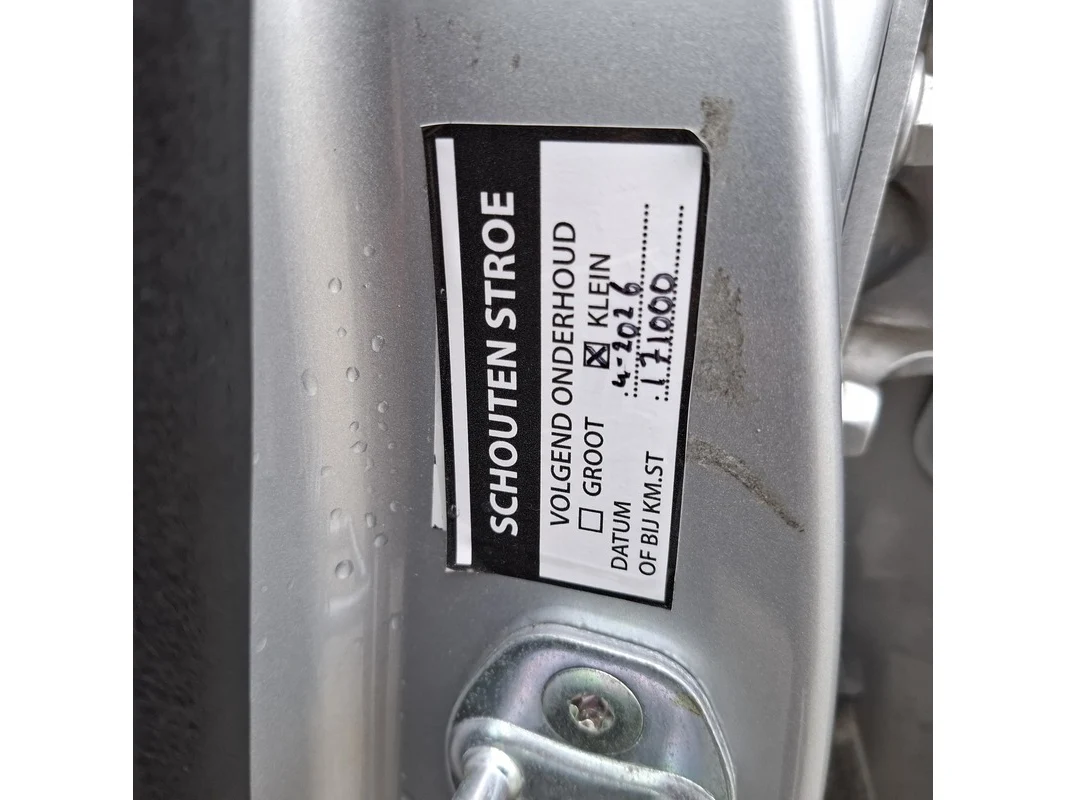 SCHOUTEN STROE
VOLGEND ONDERHOUD
☐ GROOT ☒ KLEIN
DATUM 4-2026
OF BIJ KM.ST 171000